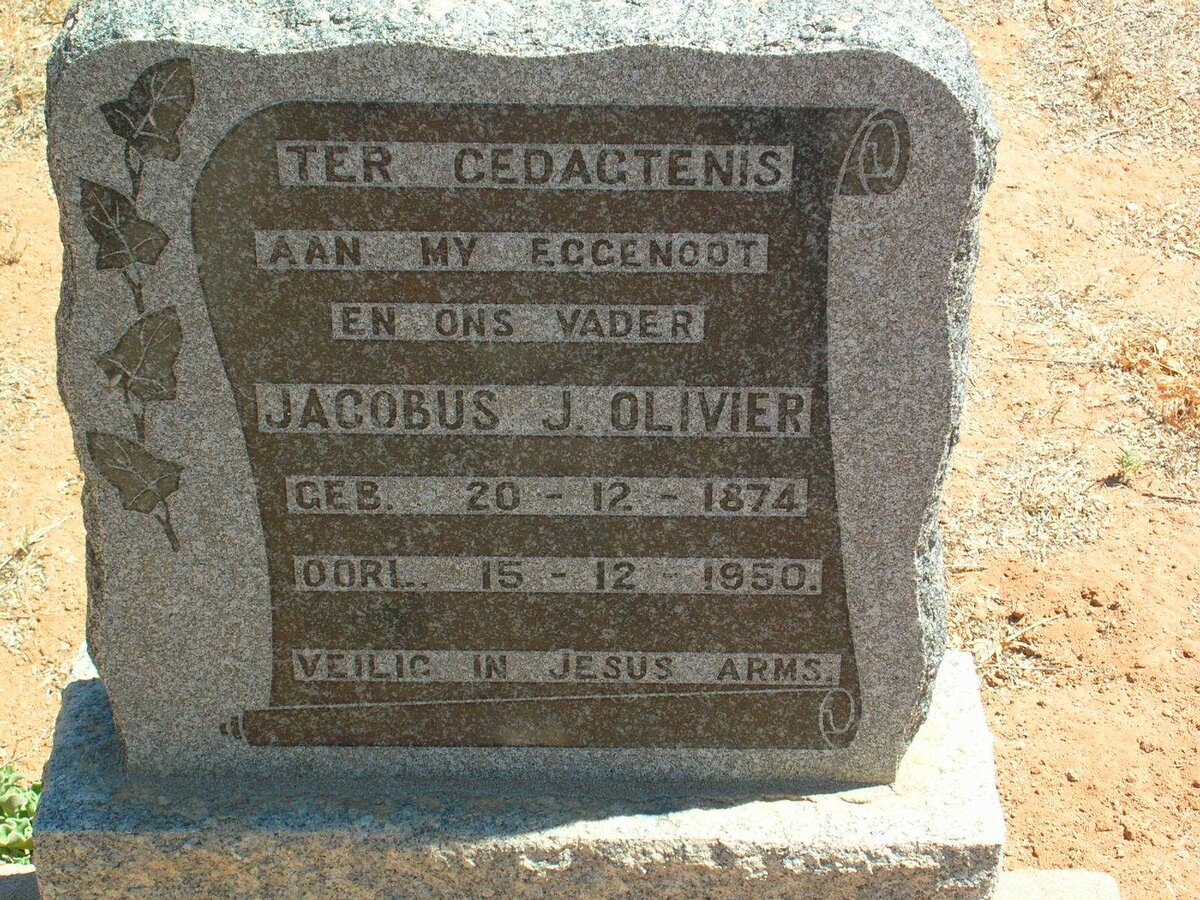 TER GEDAGTENIS
AAN MY EGGENOOT
EN ONS VADER
JACOBUS J. OLIVIER
GEB. 20 - 12 - 1874.
OORL. 15 - 12 - 1950.
VEILIG IN JESUS ARMS.